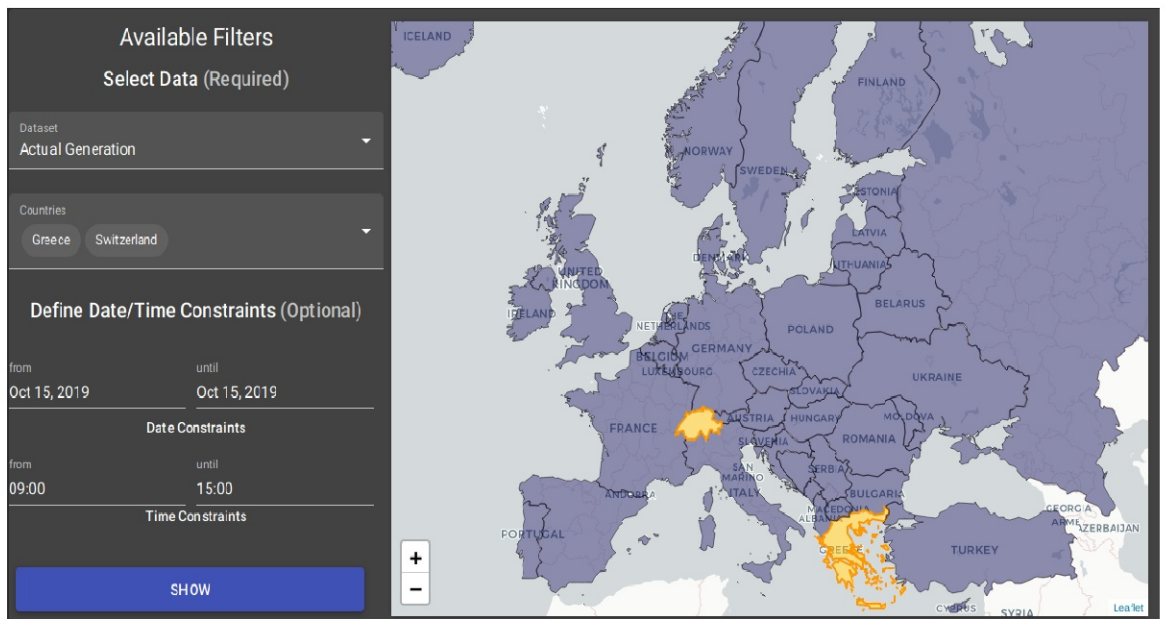 Available Filters
Select Data (Required)
Dataset
Actual Generation
Countries
Greece Switzerland
Define Date/Time Constraints (Optional)
from until
Oct 15, 2019 Oct 15, 2019
Date Constraints
from until
09:00 15:00
Time Constraints
SHOW
ICELAND
FINLAND
NORWAY
SWEDEN
ESTONIA
LATVIA
DENMARK
LITHUANIA
UNITED
KINGDOM
BELARUS
IRELAND
THE
NETHERLANDS
POLAND
GERMANY
BELGIUM
LUXEMBOURG
CZECHIA
UKRAINE
SLOVAKIA
AUSTRIA
HUNGARY
MOLDOVA
FRANCE
SLOVENIA
ROMANIA
SAN
MARINO
SERBIA
ANDORRA
ITALY
BULGARIA
MACEDONIA
ALBANIA
GEORGIA
ARME
AZERBAIJAN
PORTUGAL
GREECE
TURKEY
+
−
CYPRUS
SYRIA
Leaflet